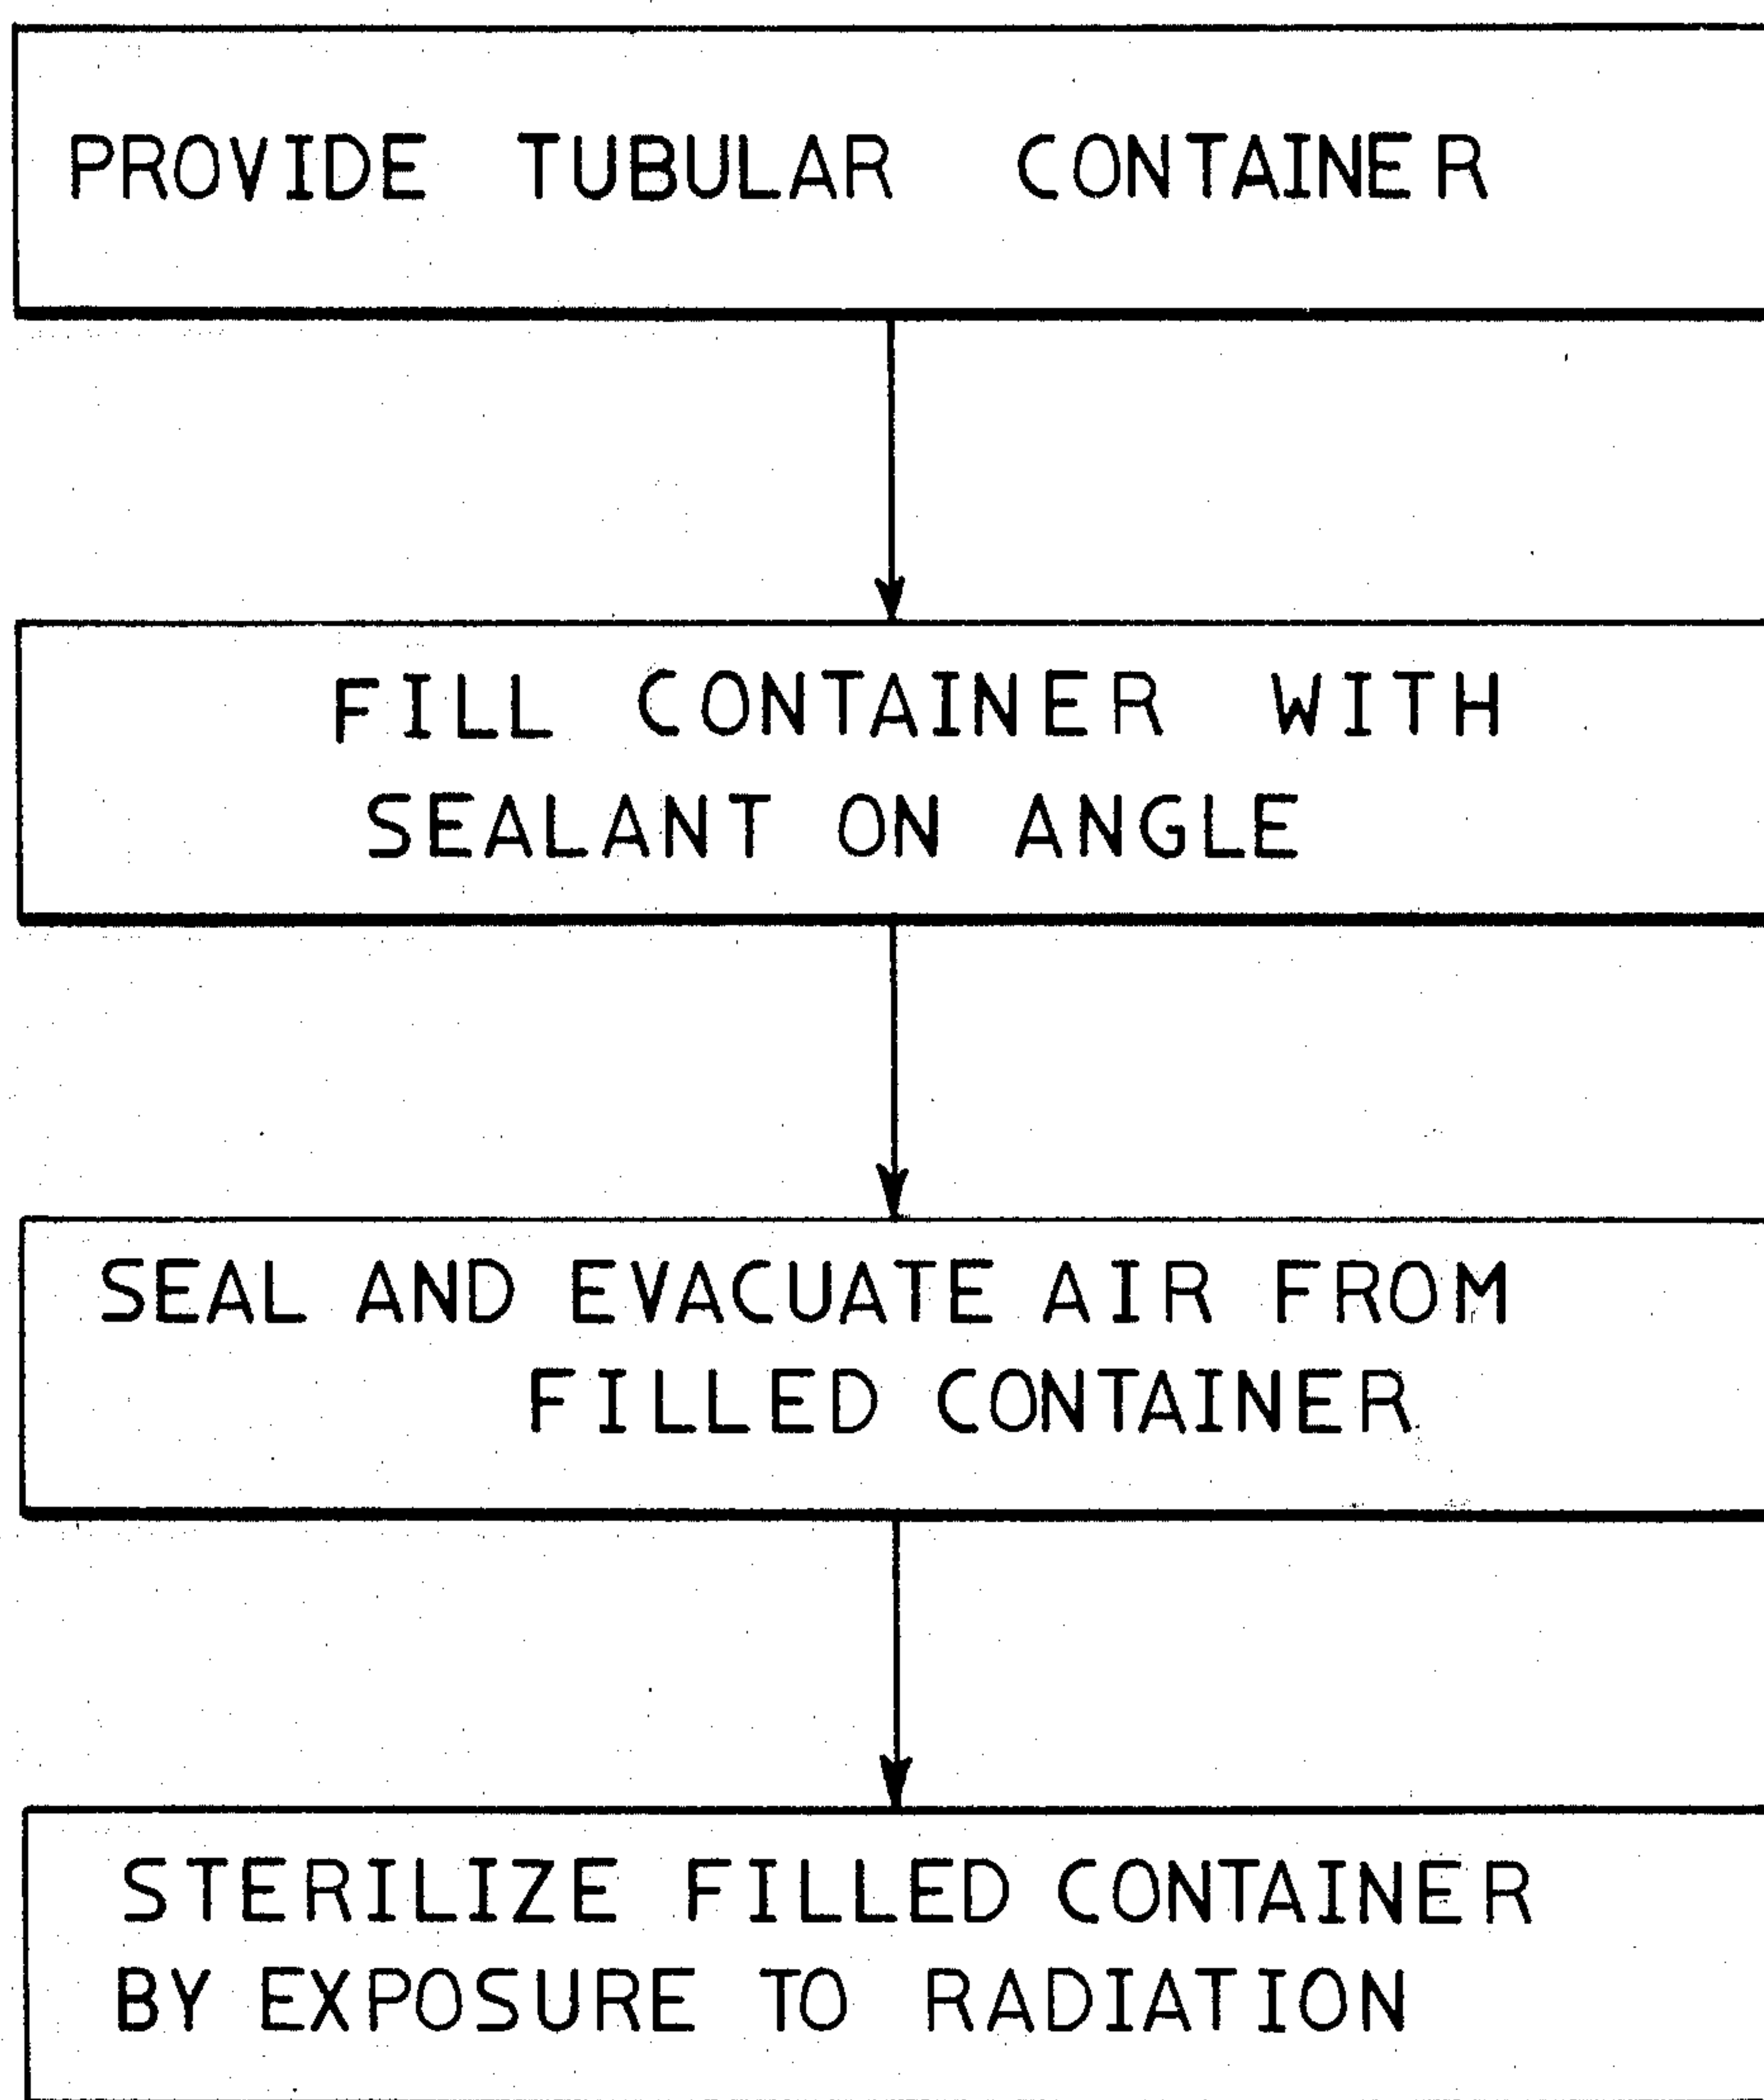 PROVIDE TUBULAR CONTAINER
FILL CONTAINER WITH
SEALANT ON ANGLE
SEAL AND EVACUATE AIR FROM
FILLED CONTAINER
STERILIZE FILLED CONTAINER
BY EXPOSURE TO RADIATION